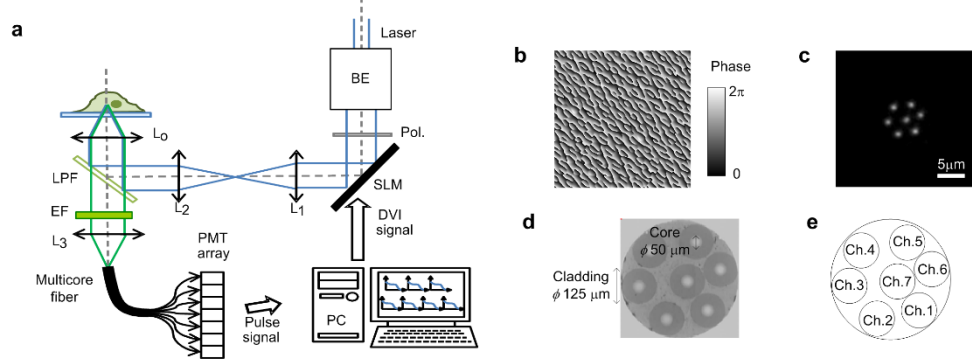 a
Laser
BE
Pol.
SLM
L1
L2
Lo
LPF
EF
L3
Multicore
fiber
PMT
array
Pulse
signal
PC
DVI
signal
b
Phase
2π
0
c
5μm
d
Core
ϕ 50 μm
Cladding
ϕ 125 μm
e
Ch.4
Ch.5
Ch.3
Ch.7
Ch.6
Ch.2
Ch.1